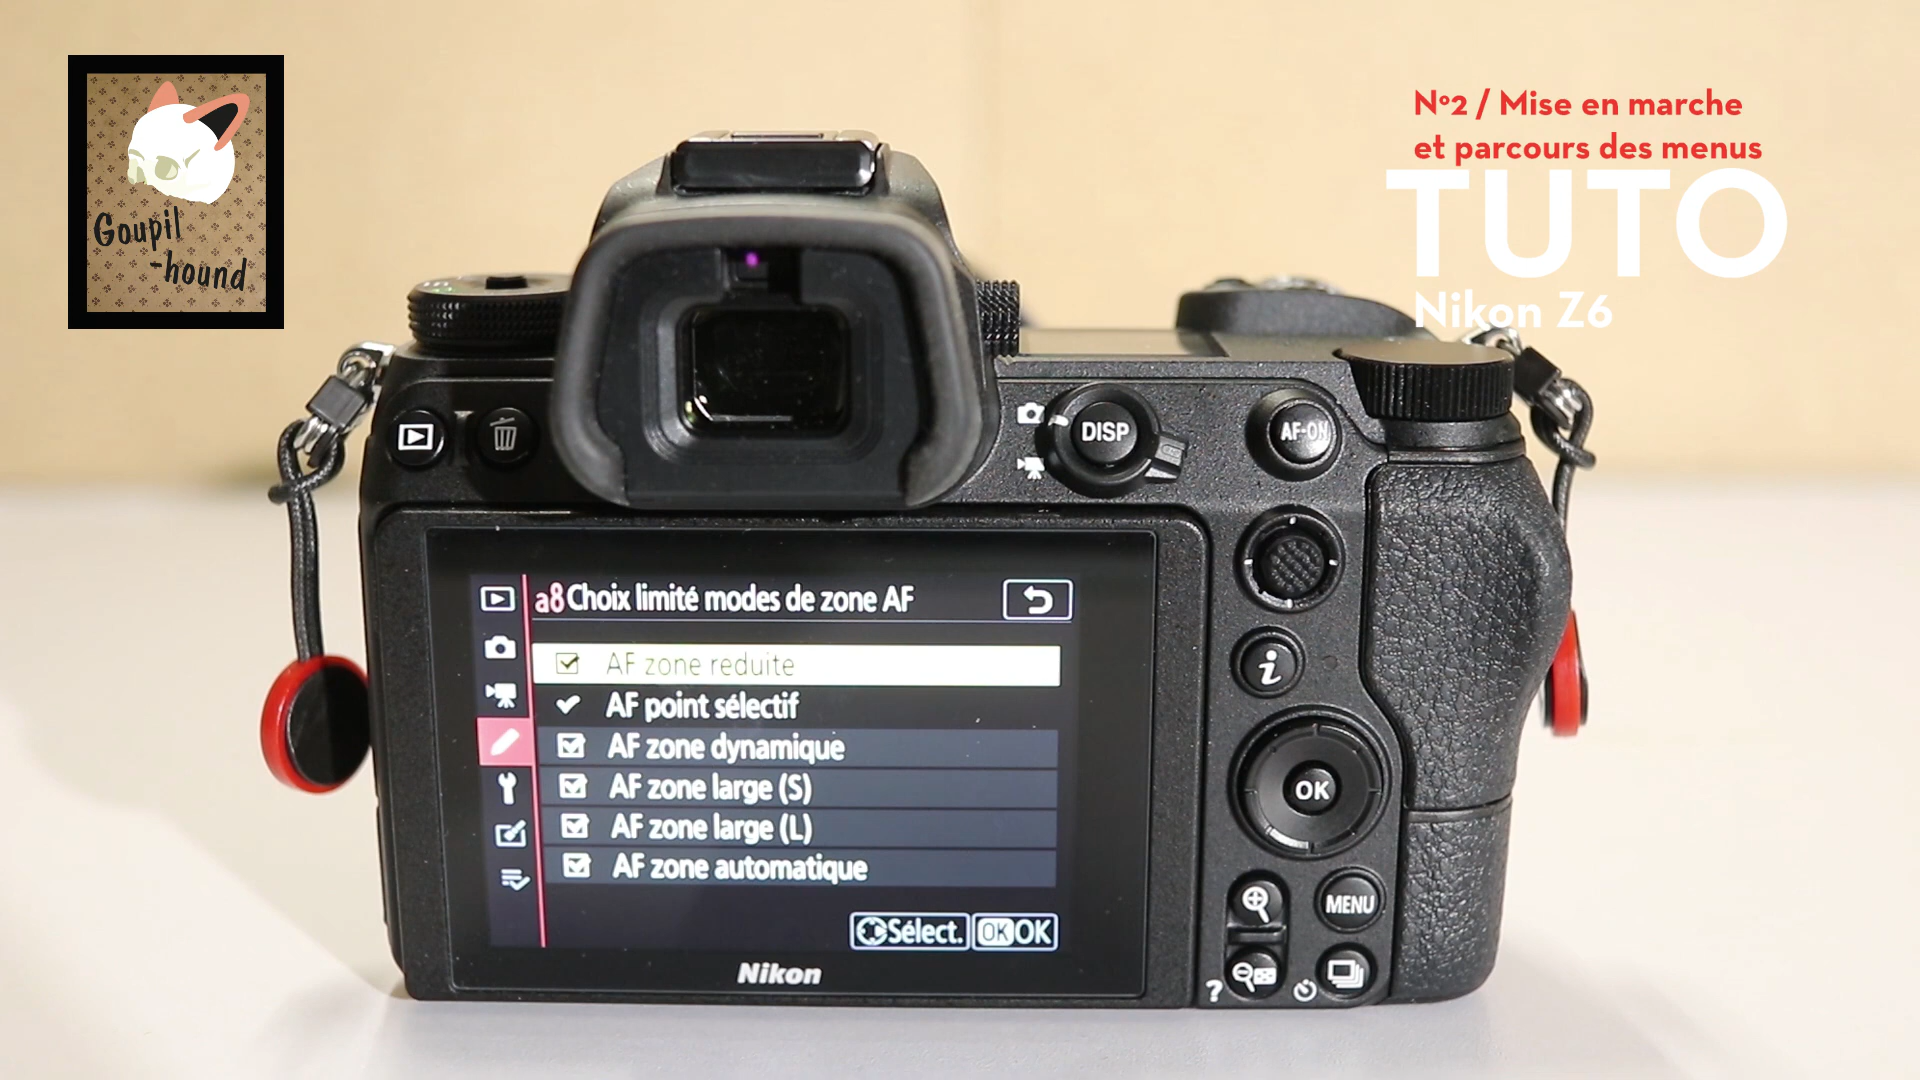 Goupil
-hound
N°2 / Mise en marche
et parcours des menus
TUTO
Nikon Z6
DISP
AF-ON
a8 Choix limité modes de zone AF
AF zone reduite
AF point sélectif
AF zone dynamique
AF zone large (S)
AF zone large (L)
AF zone automatique
Sélect.
OK OK
Nikon
i
OK
MENU
?